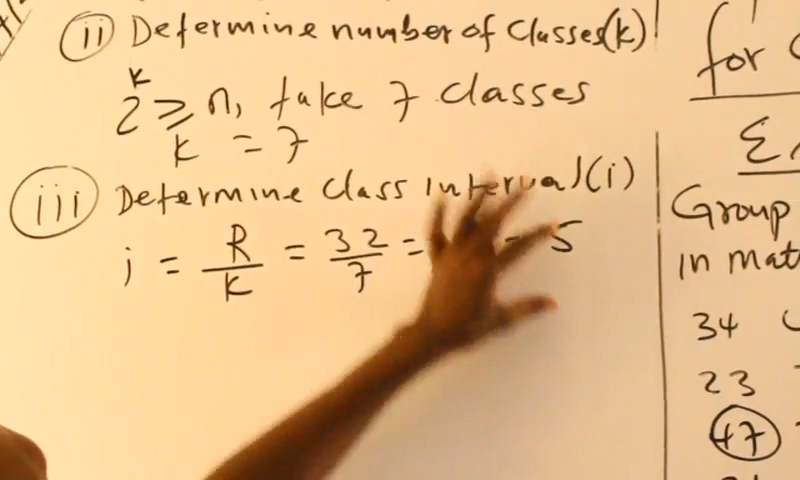 ii Determine number of Classes(k)
2^k ≥ n, take 7 classes
k = 7
iii Determine class interval (i)
i = R/k = 32/7 = 5
for
Group
in mat
34
23
47